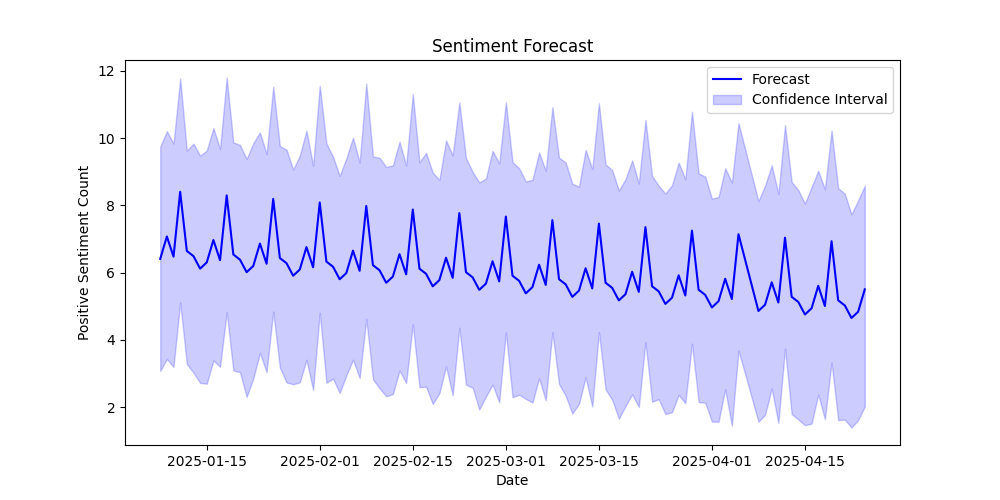 Sentiment Forecast
Forecast
Confidence Interval
Positive Sentiment Count
12
10
8
6
4
2
2025-01-15
2025-02-01
2025-02-15
2025-03-01
2025-03-15
2025-04-01
2025-04-15
Date